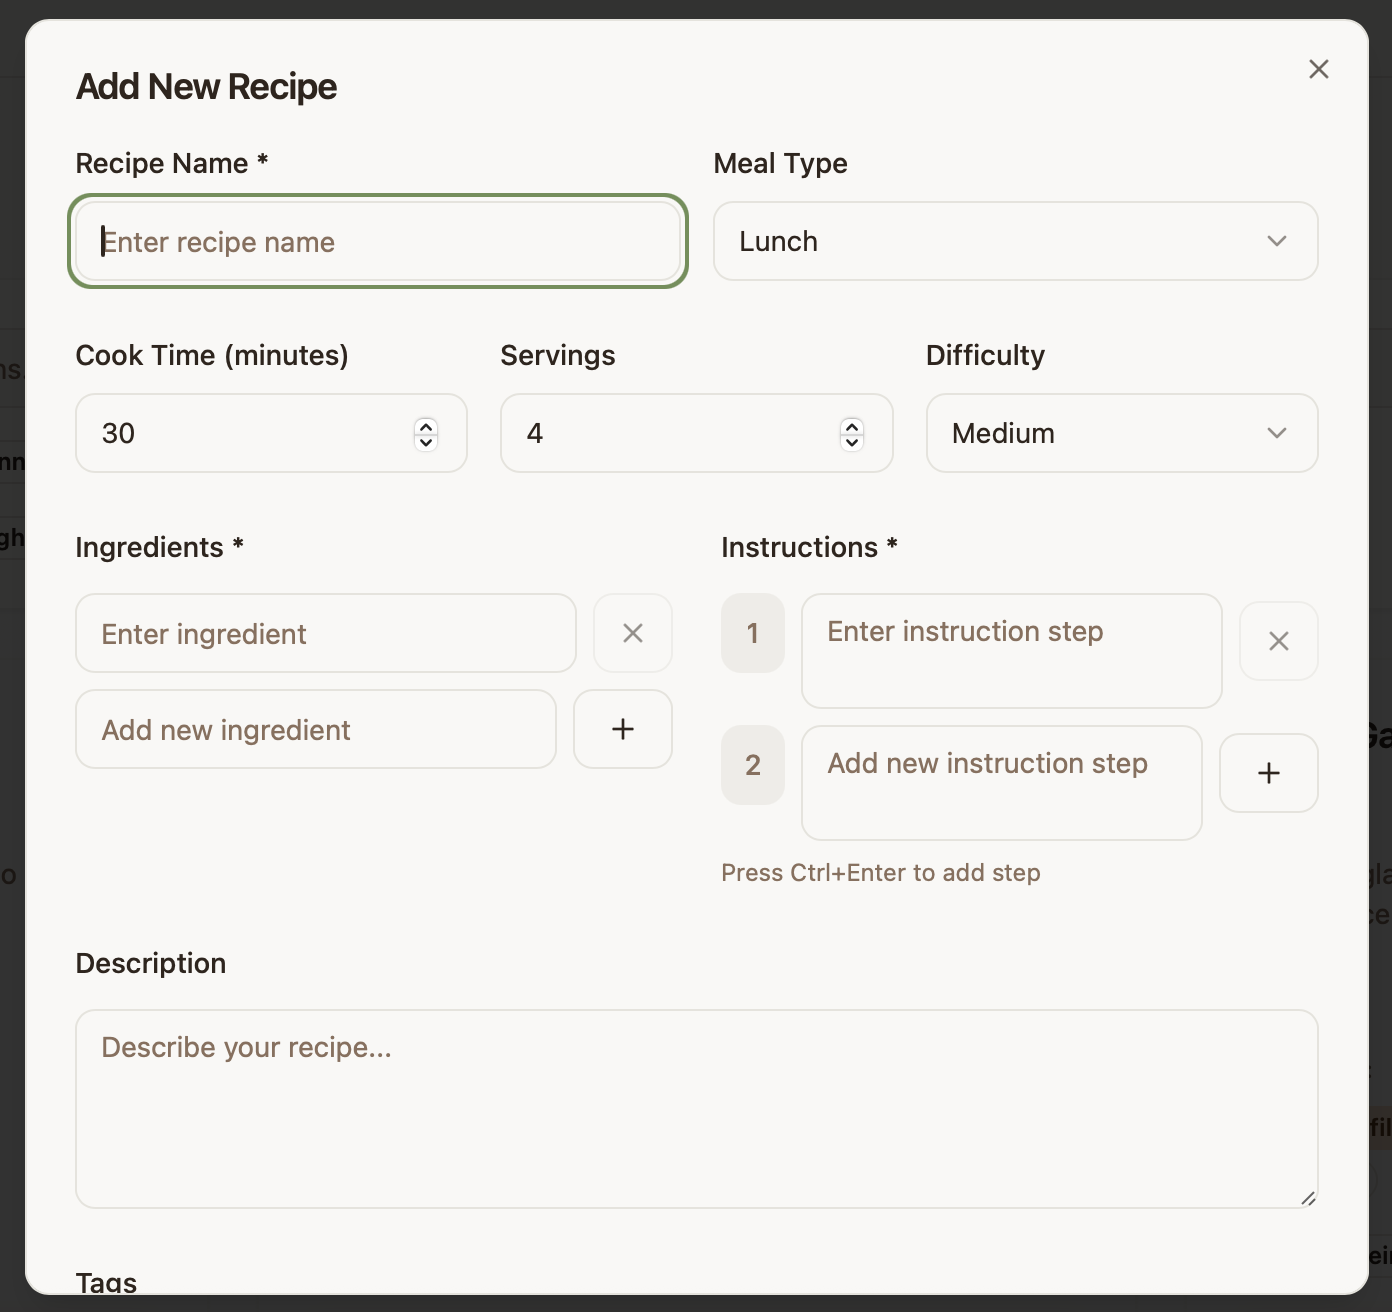 Add New Recipe
Recipe Name *
Meal Type
Enter recipe name
Lunch
Cook Time (minutes)
Servings
Difficulty
30
4
Medium
Ingredients *
Instructions *
Enter ingredient
1
Enter instruction step
Add new ingredient
2
Add new instruction step
Press Ctrl+Enter to add step
Description
Describe your recipe...
Tags